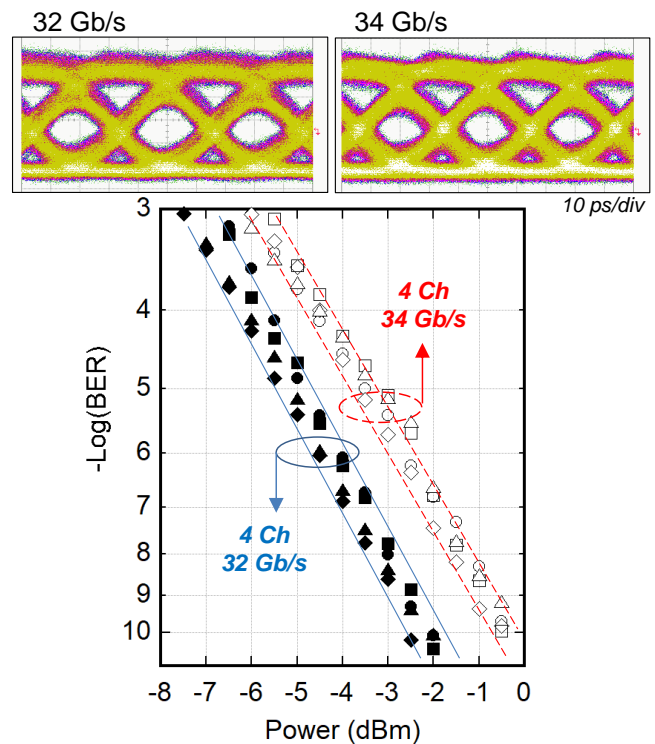 32 Gb/s
34 Gb/s
10 ps/div
3
4
5
6
7
8
9
10
-Log(BER)
4 Ch
34 Gb/s
4 Ch
32 Gb/s
-8 -7 -6 -5 -4 -3 -2 -1 0
Power (dBm)